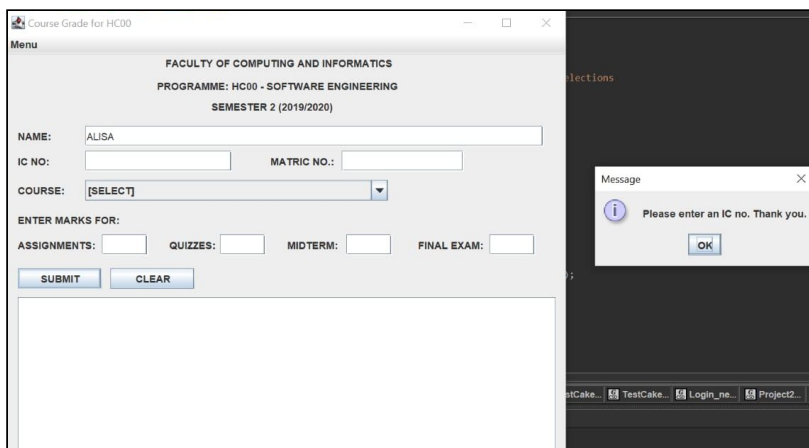 Course Grade for HC00
Menu
FACULTY OF COMPUTING AND INFORMATICS
PROGRAMME: HC00 - SOFTWARE ENGINEERING
SEMESTER 2 (2019/2020)
NAME: ALISA
IC NO: MATRIC NO.:
COURSE: [SELECT]
ENTER MARKS FOR:
ASSIGNMENTS: QUIZZES: MIDTERM: FINAL EXAM:
SUBMIT CLEAR
elections
Message
Please enter an IC no. Thank you.
OK
);
stCake... TestCake... Login_ne... Project2...